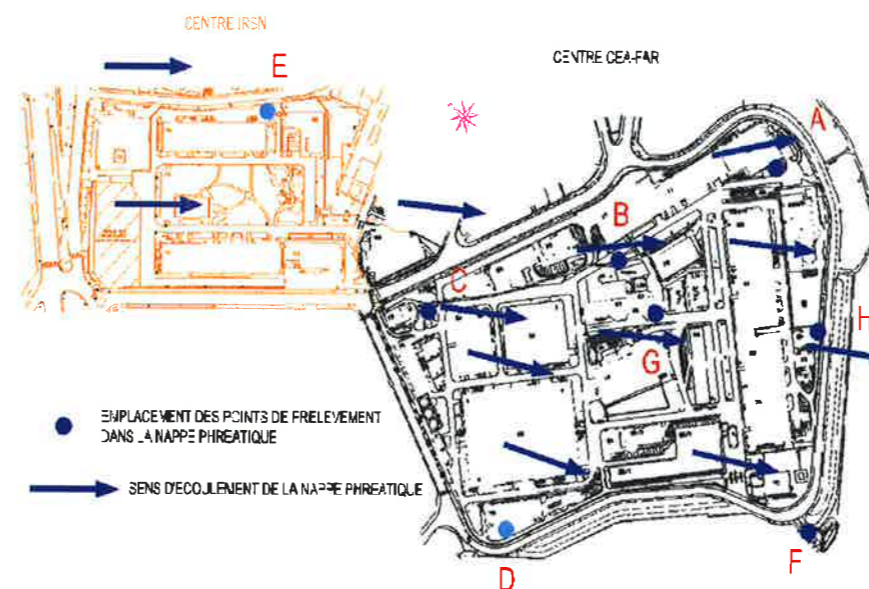 CENTRE IRSN
CENTRE CEA-FAR
E
A
B
C
H
G
EMPLACEMENT DES POINTS DE PRELEVEMENT
DANS LA NAPPE PHREATIQUE
SENS D'ECOULEMENT DE LA NAPPE PHREATIQUE
D
F